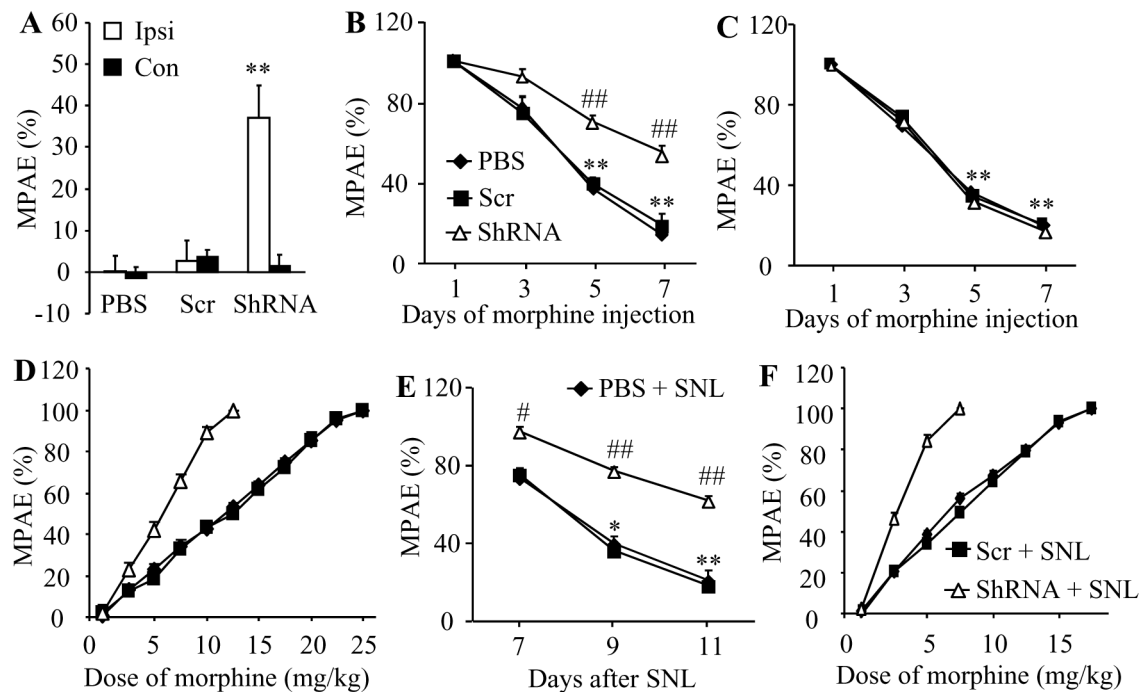 A
MPAE (%)
60
50
40
30
20
10
0
-10
Ipsi
Con
**
PBS Scr ShRNA
B
MPAE (%)
120
80
40
0
##
##
**
**
PBS
Scr
ShRNA
1 3 5 7
Days of morphine injection
C
MPAE (%)
120
80
40
0
**
**
1 3 5 7
Days of morphine injection
D
MPAE (%)
120
100
80
60
40
20
0
0 5 10 15 20 25
Dose of morphine (mg/kg)
E
MPAE (%)
120
80
40
0
PBS + SNL
#
##
##
*
**
7 9 11
Days after SNL
F
MPAE (%)
120
100
80
60
40
20
0
Scr + SNL
ShRNA + SNL
0 5 10 15
Dose of morphine (mg/kg)